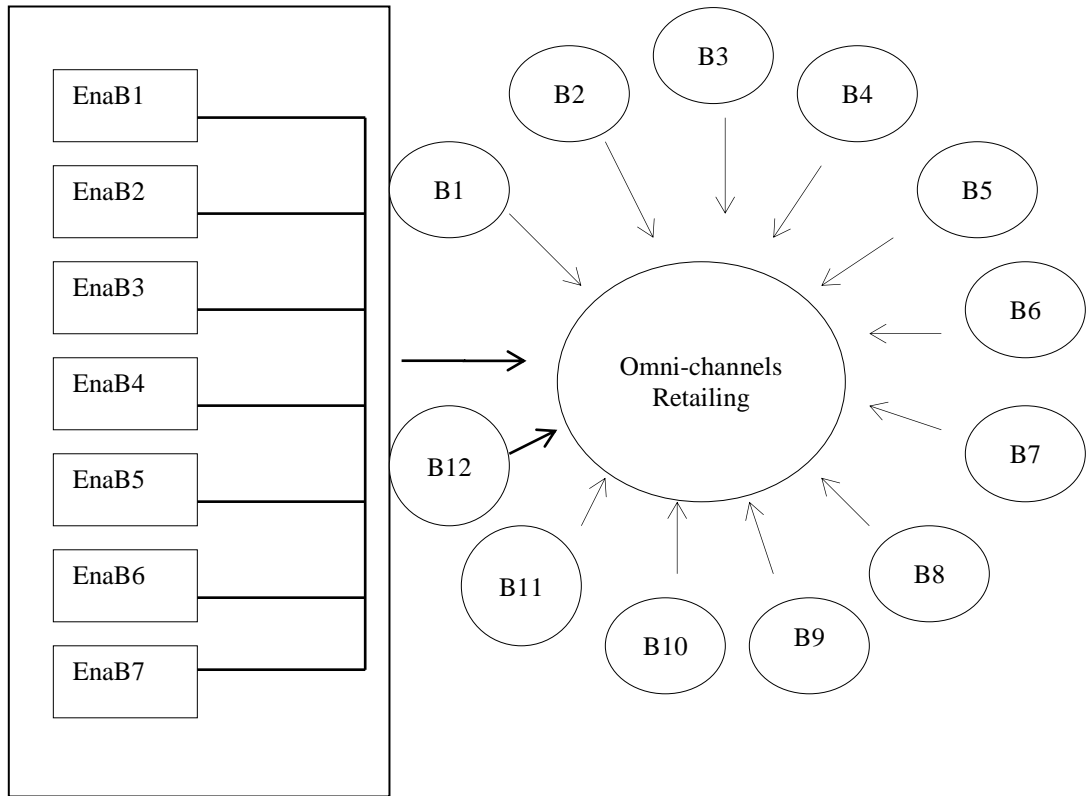 EnaB1
EnaB2
EnaB3
EnaB4
EnaB5
EnaB6
EnaB7
B1
B2
B3
B4
B5
B6
B7
B8
B9
B10
B11
B12
Omni-channels
Retailing